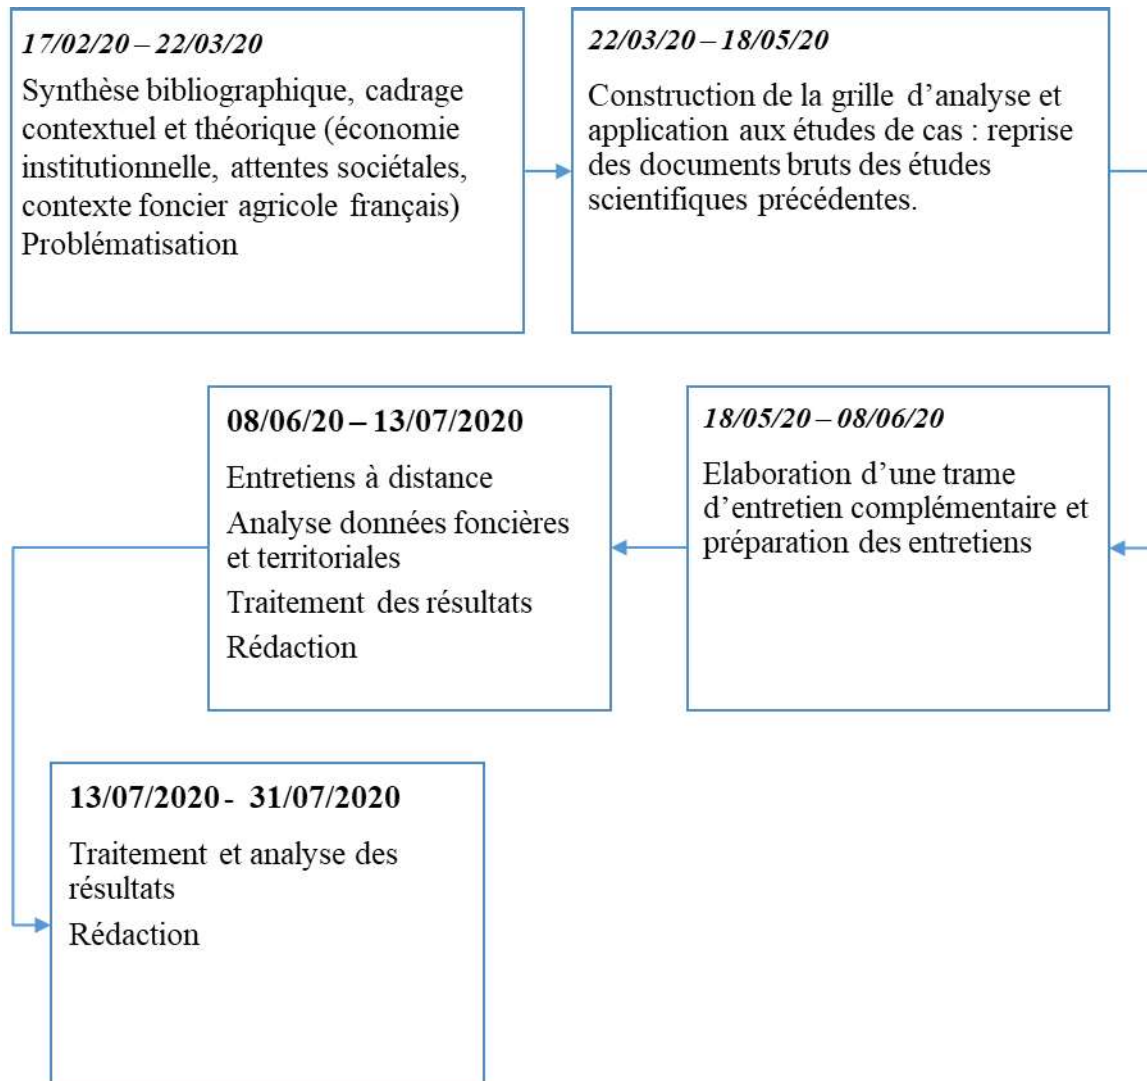 17/02/20 – 22/03/20
Synthèse bibliographique, cadrage
contextuel et théorique (économie
institutionnelle, attentes sociétales,
contexte foncier agricole français)
Problématisation
22/03/20 – 18/05/20
Construction de la grille d’analyse et
application aux études de cas : reprise
des documents bruts des études
scientifiques précédentes.
18/05/20 – 08/06/20
Elaboration d’une trame
d’entretien complémentaire et
préparation des entretiens
08/06/20 – 13/07/2020
Entretiens à distance
Analyse données foncières
et territoriales
Traitement des résultats
Rédaction
13/07/2020 - 31/07/2020
Traitement et analyse des
résultats
Rédaction